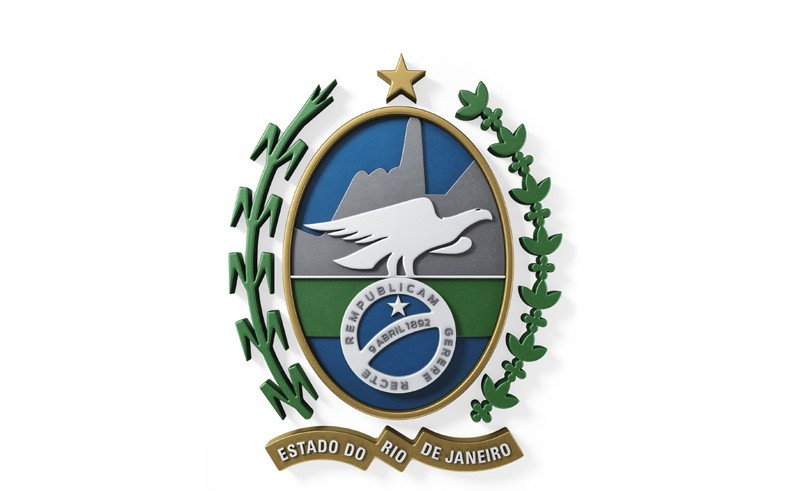 REMPUBLICAM GERERE RECTE
9 ABRIL 1892
ESTADO DO RIO DE JANEIRO